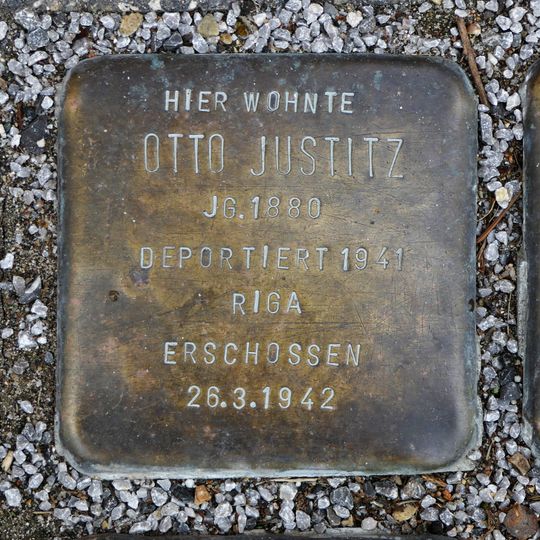 HIER WOHNTE
OTTO JUSTITZ
JG. 1880
DEPORTIERT 1941
RIGA
ERSCHOSSEN
26.3.1942